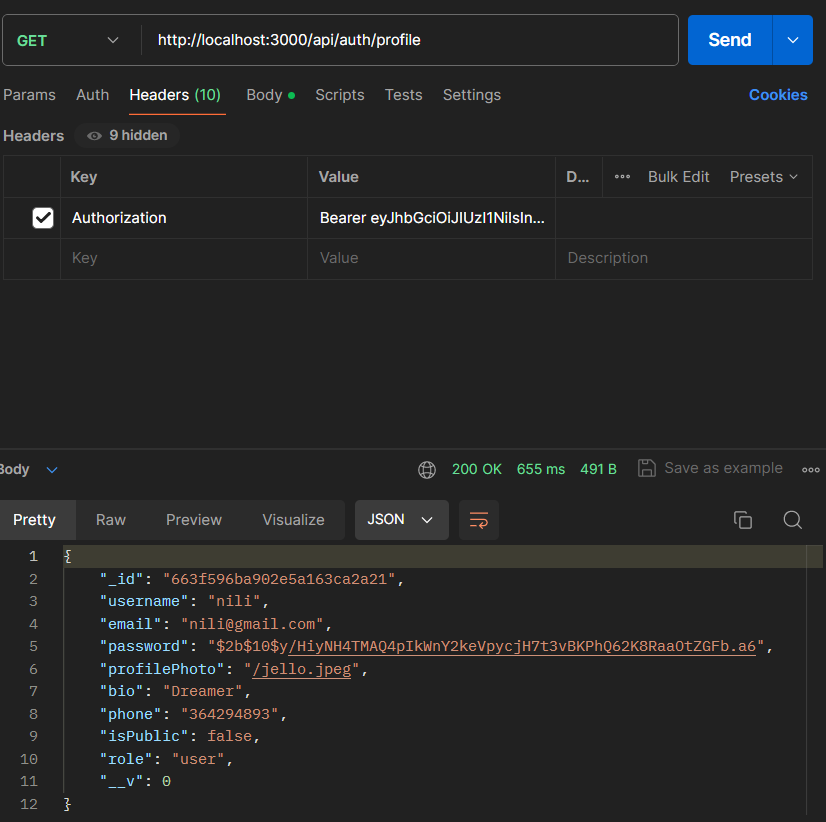 GET http://localhost:3000/api/auth/profile Send
Params Auth Headers (10) Body Scripts Tests Settings Cookies
Headers 9 hidden
Key Value D... Bulk Edit Presets
Authorization Bearer eyJhbGciOiJIUzI1NiIsIn...
Key Value Description
Body 200 OK 655 ms 491 B Save as example
Pretty Raw Preview Visualize JSON
1 {
2 "_id": "663f596ba902e5a163ca2a21",
3 "username": "nili",
4 "email": "nili@gmail.com",
5 "password": "$2b$10$y/HiyNH4TMAQ4pIkWnY2keVpycjH7t3vBKPhQ62K8RaaOtZGFb.a6",
6 "profilePhoto": "/jello.jpeg",
7 "bio": "Dreamer",
8 "phone": "364294893",
9 "isPublic": false,
10 "role": "user",
11 "__v": 0
12 }